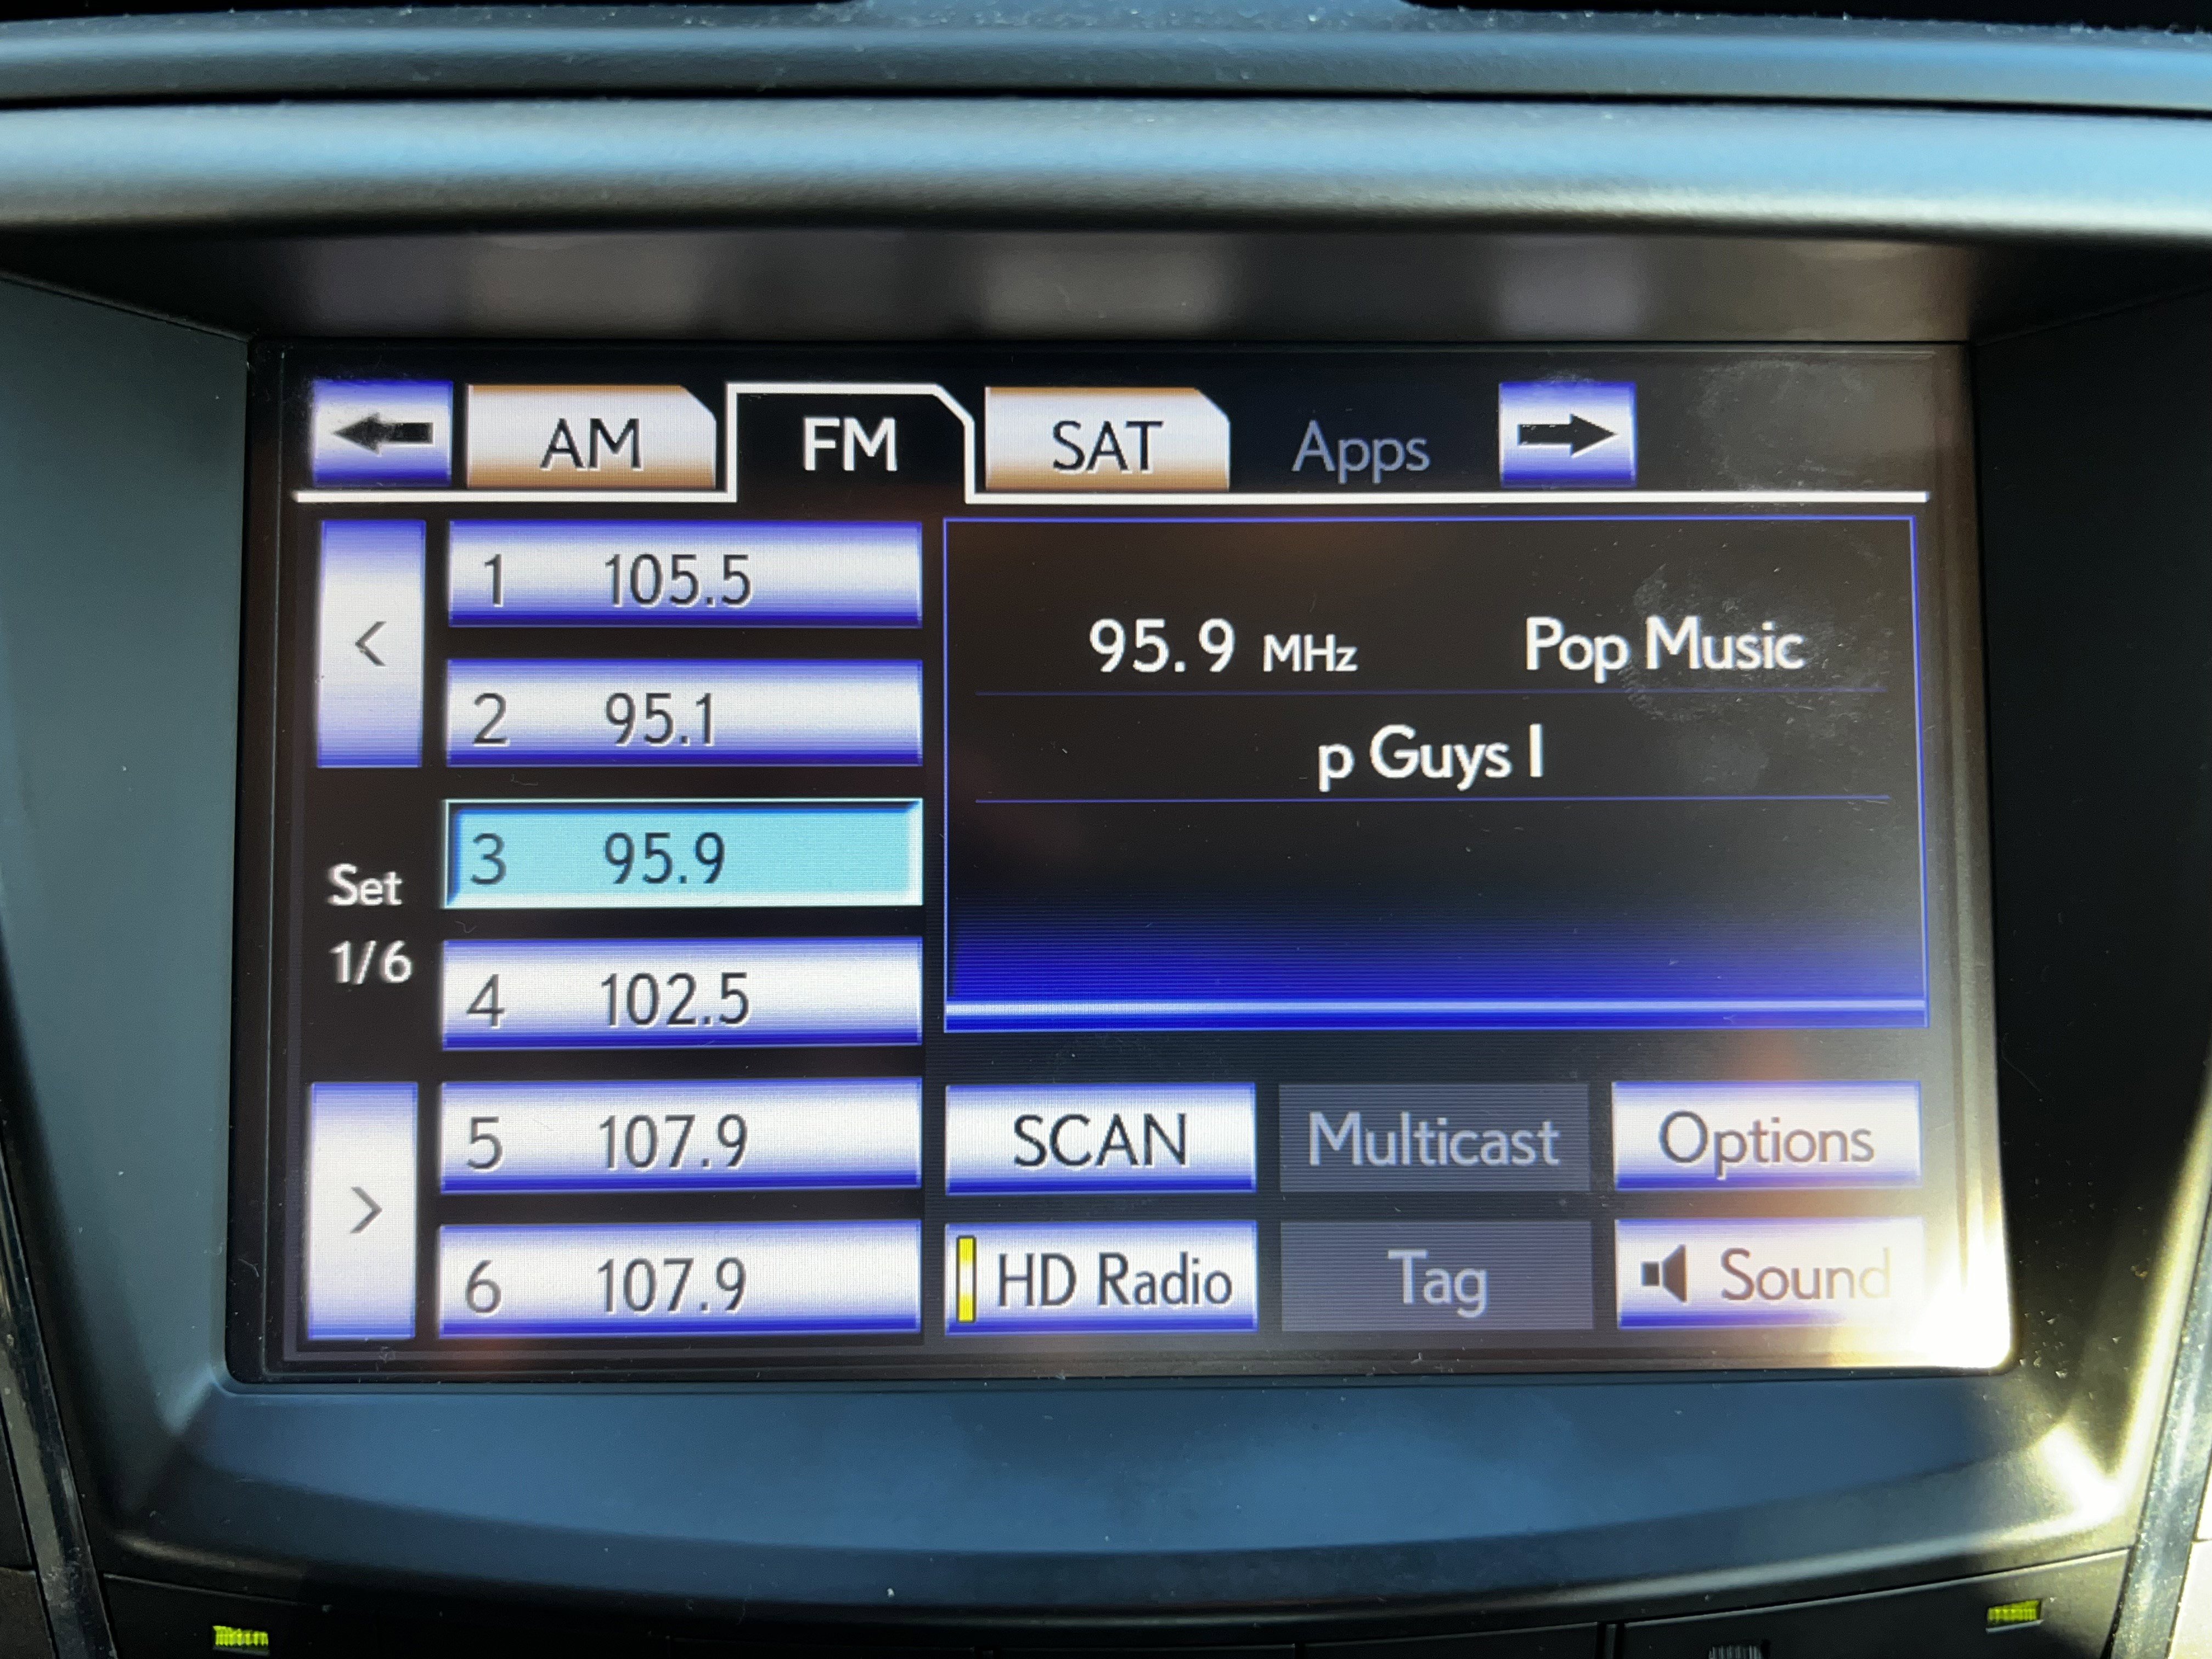 AM FM SAT Apps
<
Set
1/6
>
1 105.5
2 95.1
3 95.9
4 102.5
5 107.9
6 107.9
95.9 MHz Pop Music
p Guys I
SCAN Multicast Options
HD Radio Tag Sound